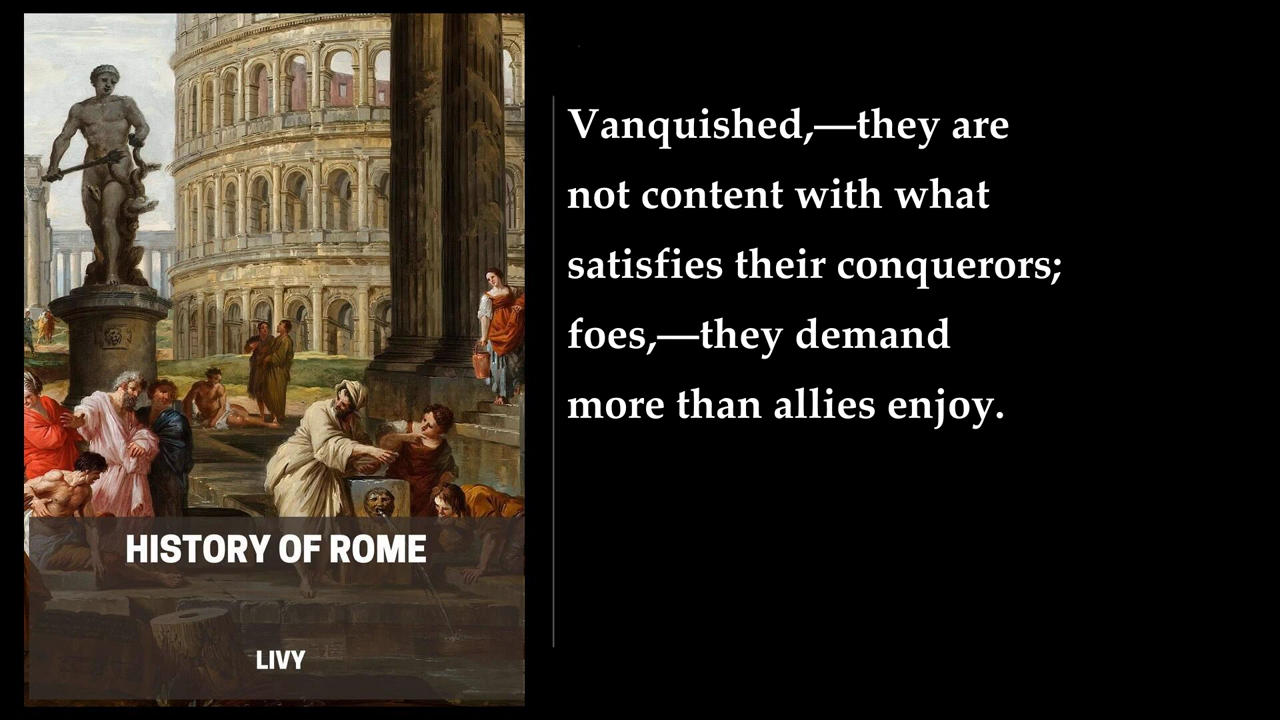 HISTORY OF ROME
LIVY
Vanquished,—they are
not content with what
satisfies their conquerors;
foes,—they demand
more than allies enjoy.